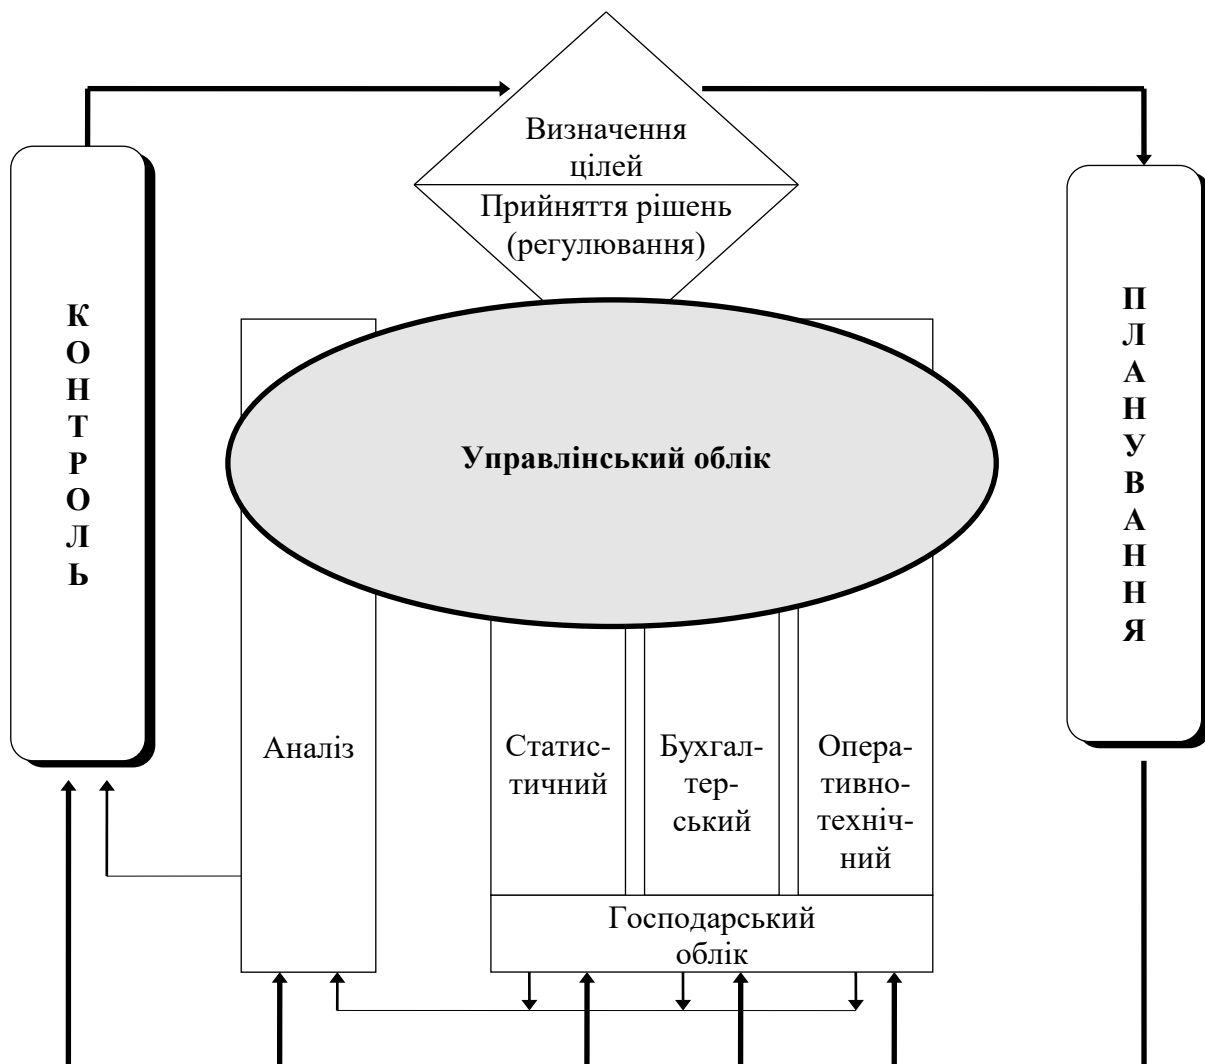 Визначення
цілей
Прийняття рішень
(регулювання)
К
О
Н
Т
Р
О
Л
Ь
П
Л
А
Н
У
В
А
Н
Н
Я
Управлінський облік
Аналіз
Статис-
тичний
Бухгал-
тер-
ський
Опера-
тивно-
техніч-
ний
Господарський
облік